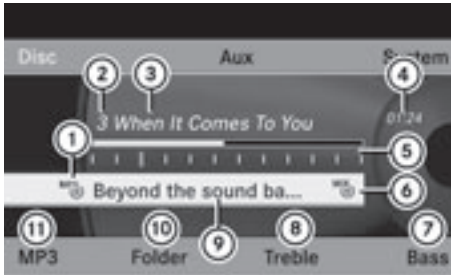 Disc Aux System
2 3 4
3 When It Comes To You 01:24
1
5
Beyond the sound ba... 6
11 10 9 8 7
MP3 Folder Treble Bass